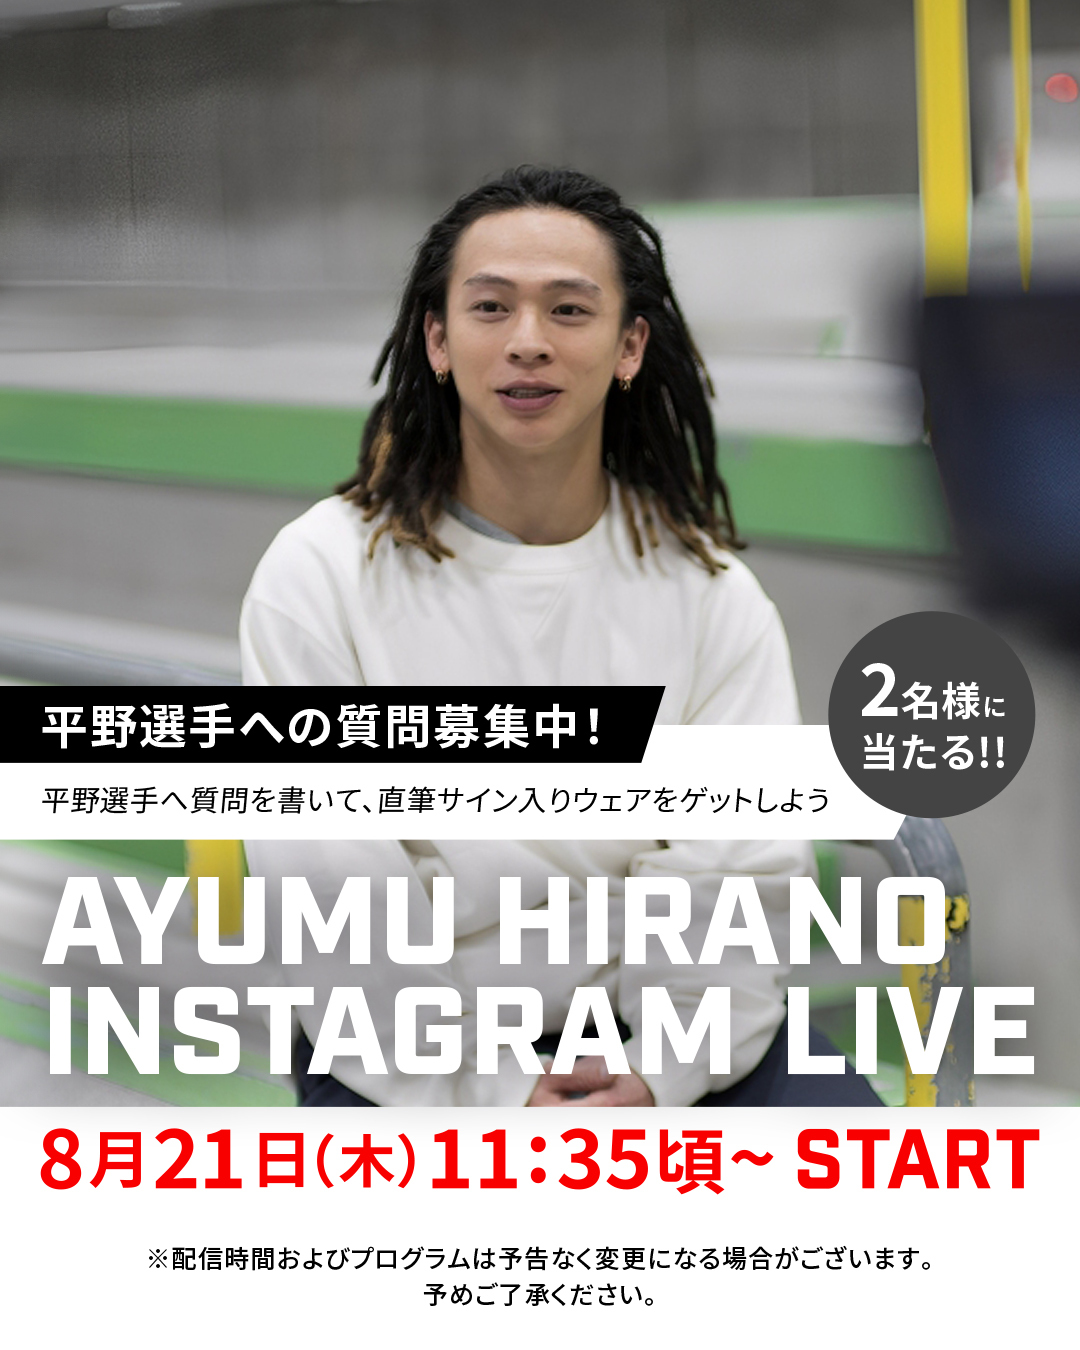 平野選手への質問募集中！
2名様に
当たる!!
平野選手へ質問を書いて、直筆サイン入りウェアをゲットしよう
AYUMU HIRANO
INSTAGRAM LIVE
8月21日(木)11:35頃~ START
※配信時間およびプログラムは予告なく変更になる場合がございます。
予めご了承ください。